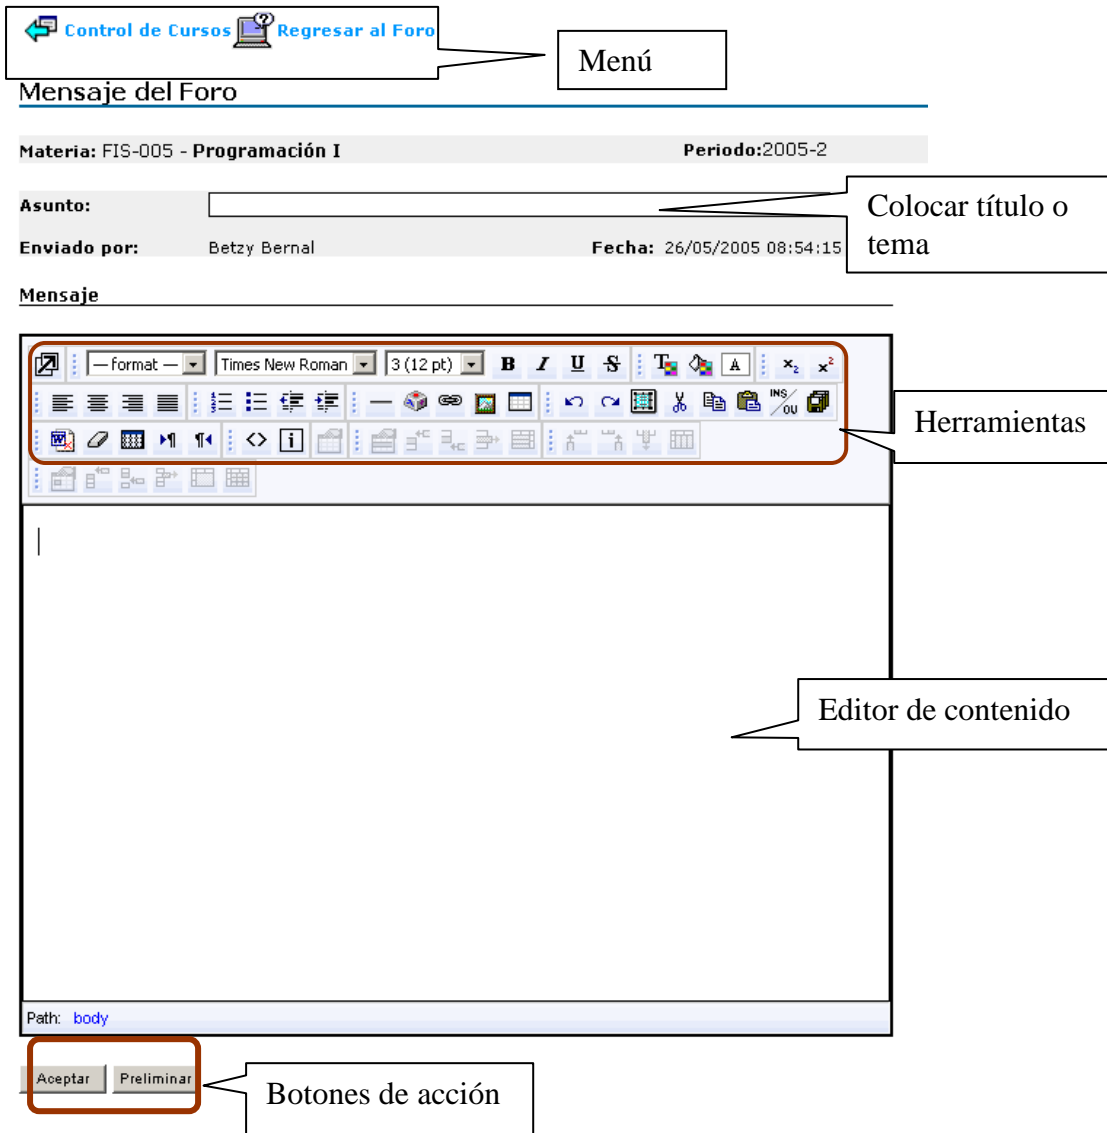 Control de Cursos Regresar al Foro
Menú
Mensaje del Foro
Materia: FIS-005 - Programación I Periodo:2005-2
Asunto:
Colocar título o
tema
Enviado por: Betzy Bernal Fecha: 26/05/2005 08:54:15
Mensaje
— format — Times New Roman 3 (12 pt) B I U S T A x₂ x²
INS/OU
Herramientas
Editor de contenido
Path: body
Aceptar Preliminar
Botones de acción